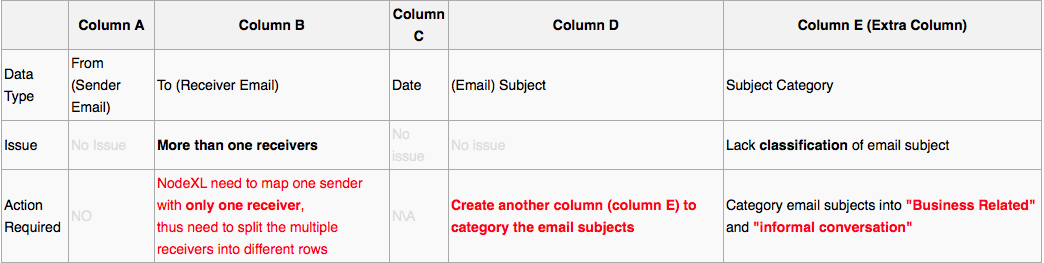 Column A
Column B
Column C
Column D
Column E (Extra Column)
Data Type
From (Sender Email)
To (Receiver Email)
Date
(Email) Subject
Subject Category
Issue
No Issue
More than one receivers
No issue
No issue
Lack classification of email subject
Action Required
NO
NodeXL need to map one sender
with only one receiver,
thus need to split the multiple
receivers into different rows
N\A
Create another column (column E) to
category the email subjects
Category email subjects into "Business Related"
and "informal conversation"